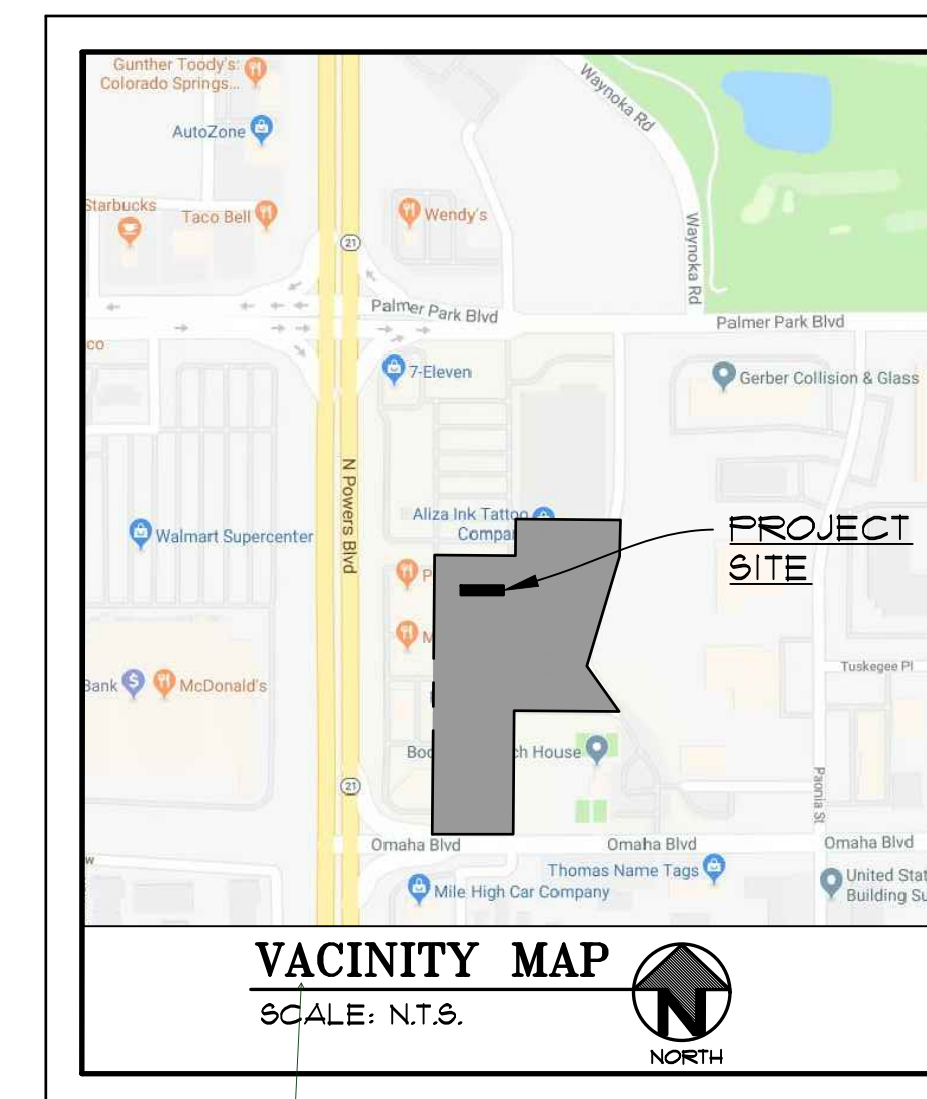 Gunther Toody's:
Colorado Springs...
Waynoka Rd
AutoZone
Starbucks
Taco Bell
Wendy's
Waynoka Rd
21
Palmer Park Blvd
Palmer Park Blvd
co
7-Eleven
Gerber Collision & Glass
N Powers Blvd
Aliza Ink Tattoo
Compa
PROJECT
SITE
Walmart Supercenter
P
M
Tuskegee Pl
Bank
McDonald's
Boo
ch House
21
Paonia St
Omaha Blvd
Omaha Blvd
Omaha Blvd
w
Thomas Name Tags
Mile High Car Company
United Stat
Building Su
VACINITY MAP
SCALE: N.T.S.
N
NORTH